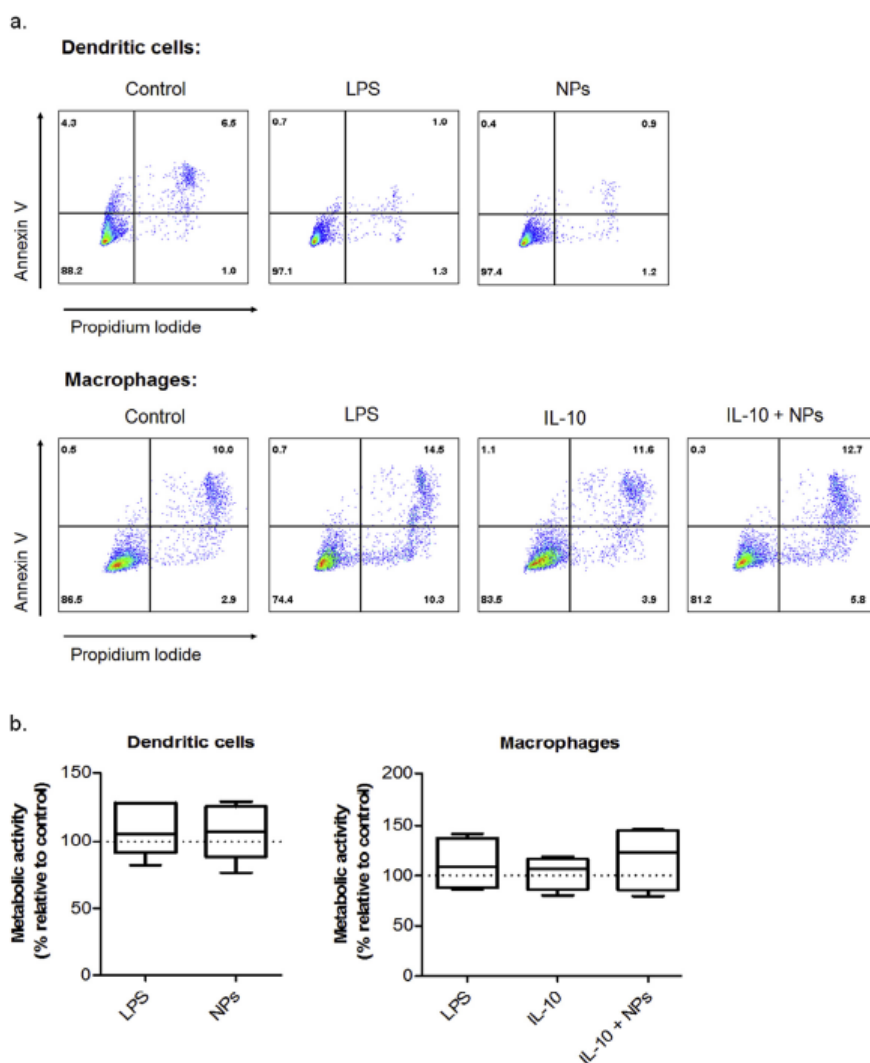 a.
Dendritic cells:
Control LPS NPs
4.3 6.5 0.7 1.0 0.4 0.9
Annexin V
88.2 1.0 97.1 1.3 97.4 1.2
Propidium Iodide
Macrophages:
Control LPS IL-10 IL-10 + NPs
0.5 10.0 0.7 14.5 1.1 11.6 0.3 12.7
Annexin V
86.5 2.9 74.4 10.3 83.5 3.9 81.2 5.8
Propidium Iodide
b.
Dendritic cells
Metabolic activity
(% relative to control)
150
100
50
0
LPS NPs
Macrophages
Metabolic activity
(% relative to control)
200
150
100
50
0
LPS IL-10 IL-10 + NPs